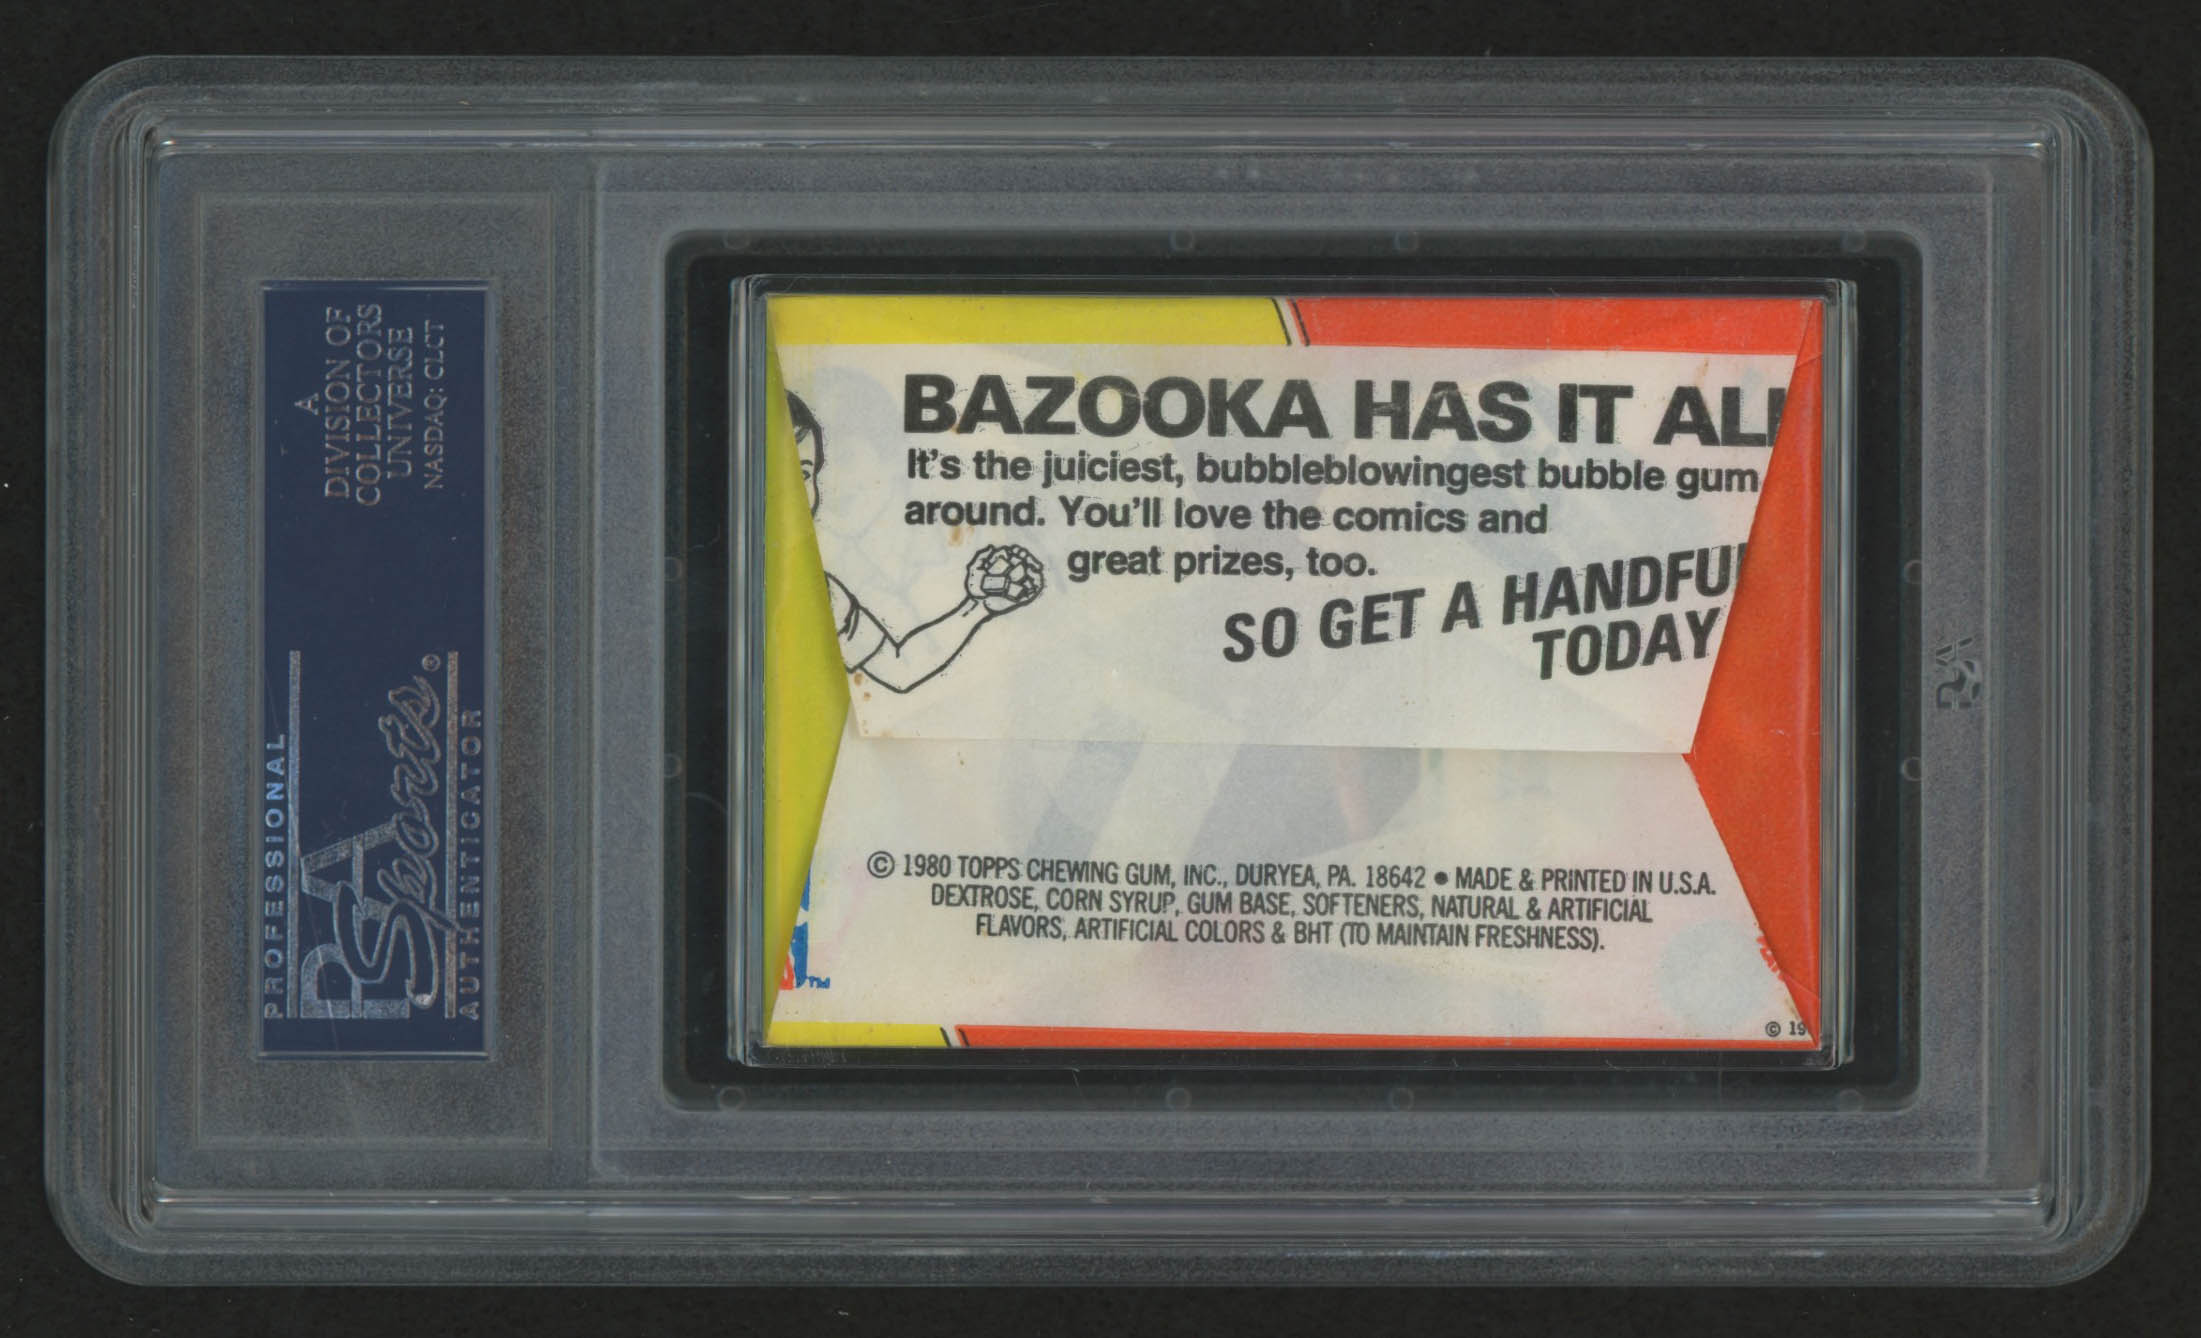 A
DIVISION OF
COLLECTORS
UNIVERSE
NASDAQ: CLCT
PROFESSIONAL
PSA
Sports®
AUTHENTICATOR
BAZOOKA HAS IT ALL
It's the juiciest, bubbleblowingest bubble gum
around. You'll love the comics and
great prizes, too.
SO GET A HANDFUL
TODAY
© 1980 TOPPS CHEWING GUM, INC., DURYEA, PA. 18642 • MADE & PRINTED IN U.S.A.
DEXTROSE, CORN SYRUP, GUM BASE, SOFTENERS, NATURAL & ARTIFICIAL
FLAVORS, ARTIFICIAL COLORS & BHT (TO MAINTAIN FRESHNESS).
TM
© 19
PSA